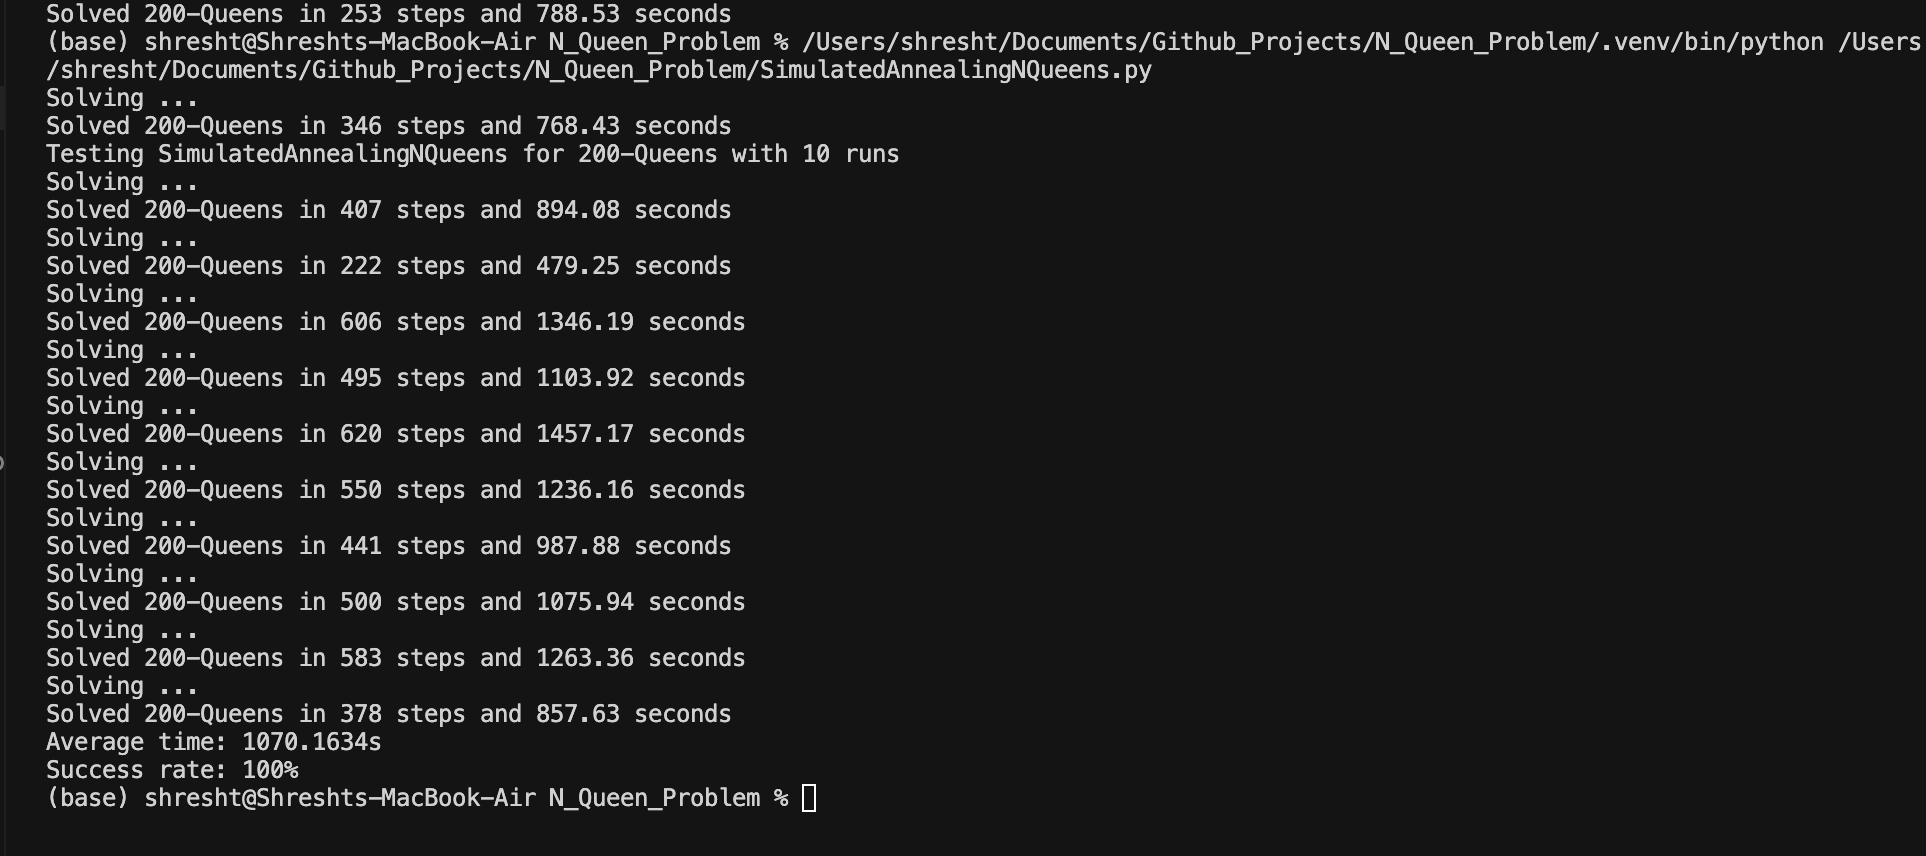 Solved 200-Queens in 253 steps and 788.53 seconds
(base) shresht@Shreshts-MacBook-Air N_Queen_Problem % /Users/shresht/Documents/Github_Projects/N_Queen_Problem/.venv/bin/python /Users
/shresht/Documents/Github_Projects/N_Queen_Problem/SimulatedAnnealingNQueens.py
Solving ...
Solved 200-Queens in 346 steps and 768.43 seconds
Testing SimulatedAnnealingNQueens for 200-Queens with 10 runs
Solving ...
Solved 200-Queens in 407 steps and 894.08 seconds
Solving ...
Solved 200-Queens in 222 steps and 479.25 seconds
Solving ...
Solved 200-Queens in 606 steps and 1346.19 seconds
Solving ...
Solved 200-Queens in 495 steps and 1103.92 seconds
Solving ...
Solved 200-Queens in 620 steps and 1457.17 seconds
Solving ...
Solved 200-Queens in 550 steps and 1236.16 seconds
Solving ...
Solved 200-Queens in 441 steps and 987.88 seconds
Solving ...
Solved 200-Queens in 500 steps and 1075.94 seconds
Solving ...
Solved 200-Queens in 583 steps and 1263.36 seconds
Solving ...
Solved 200-Queens in 378 steps and 857.63 seconds
Average time: 1070.1634s
Success rate: 100%
(base) shresht@Shreshts-MacBook-Air N_Queen_Problem %